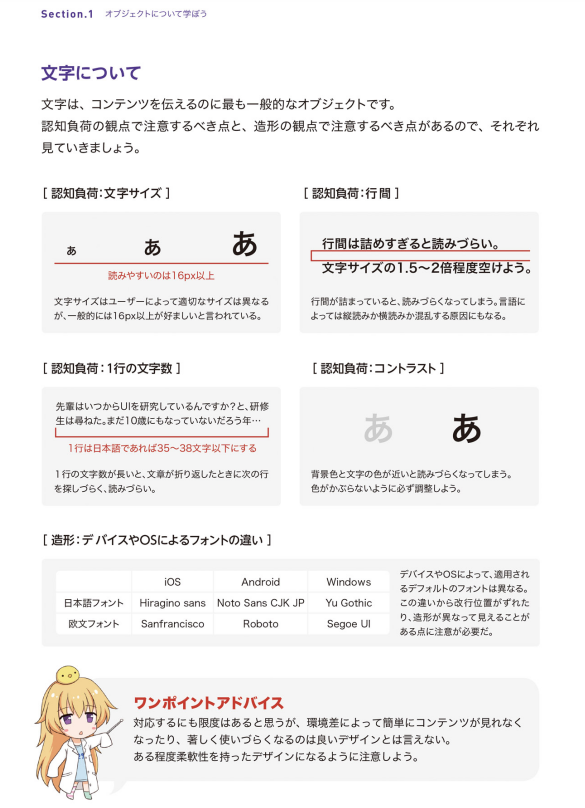 Section.1 オブジェクトについて学ぼう
文字について
文字は、コンテンツを伝えるのに最も一般的なオブジェクトです。
認知負荷の観点で注意するべき点と、造形の観点で注意するべき点があるので、それぞれ
見ていきましょう。
[ 認知負荷:文字サイズ ]
あ あ あ
読みやすいのは16px以上
文字サイズはユーザーによって適切なサイズは異なる
が、一般的には16px以上が好ましいと言われている。
[ 認知負荷:行間 ]
行間は詰めすぎると読みづらい。
文字サイズの1.5〜2倍程度空けよう。
行間が詰まっていると、読みづらくなってしまう。言語に
よっては縦読みか横読みか混乱する原因にもなる。
[ 認知負荷:1行の文字数 ]
先輩はいつからUIを研究しているんですか?と、研修
生は尋ねた。まだ10歳にもなっていないだろう年…
1行は日本語であれば35〜38文字以下にする
1行の文字数が長いと、文章が折り返したときに次の行
を探しづらく、読みづらい。
[ 認知負荷:コントラスト ]
あ あ
背景色と文字の色が近いと読みづらくなってしまう。
色がかぶらないように必ず調整しよう。
[ 造形:デバイスやOSによるフォントの違い ]
iOS Android Windows
日本語フォント Hiragino sans Noto Sans CJK JP Yu Gothic
欧文フォント Sanfrancisco Roboto Segoe UI
デバイスやOSによって、適用され
るデフォルトのフォントは異なる。
この違いから改行位置がずれた
り、造形が異なって見えることが
ある点に注意が必要だ。
ワンポイントアドバイス
対応するにも限度はあると思うが、環境差によって簡単にコンテンツが見れなく
なったり、著しく使いづらくなるのは良いデザインとは言えない。
ある程度柔軟性を持ったデザインになるように注意しよう。